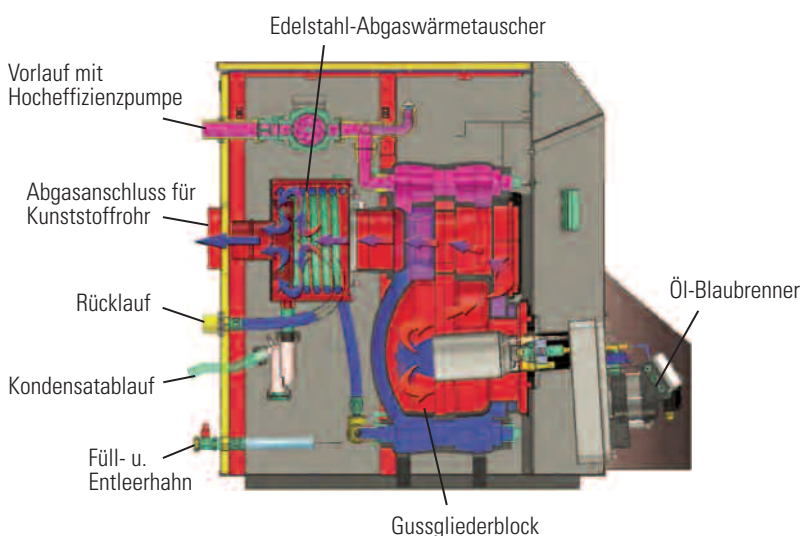 Edelstahl-Abgaswärmetauscher
Vorlauf mit
Hocheffizienzpumpe
Abgasanschluss für
Kunststoffrohr
Rücklauf
Öl-Blaubrenner
Kondensatablauf
Füll- u.
Entleerhahn
Gussgliederblock